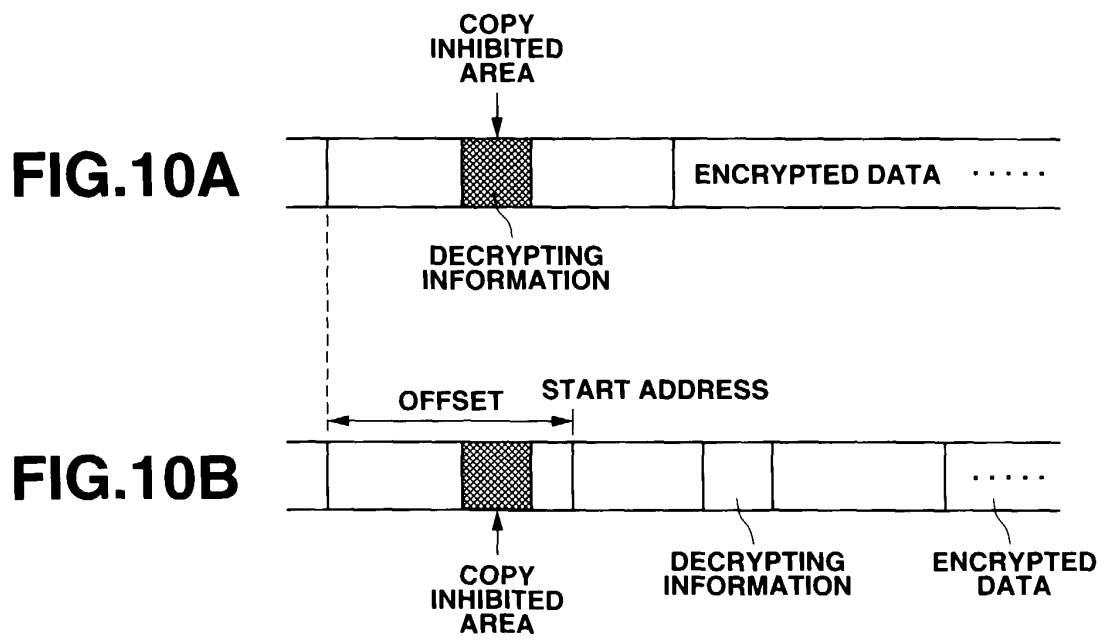 COPY
INHIBITED
AREA
FIG.10A
ENCRYPTED DATA .....
DECRYPTING
INFORMATION
OFFSET
START ADDRESS
FIG.10B
.....
COPY
INHIBITED
AREA
DECRYPTING
INFORMATION
ENCRYPTED
DATA